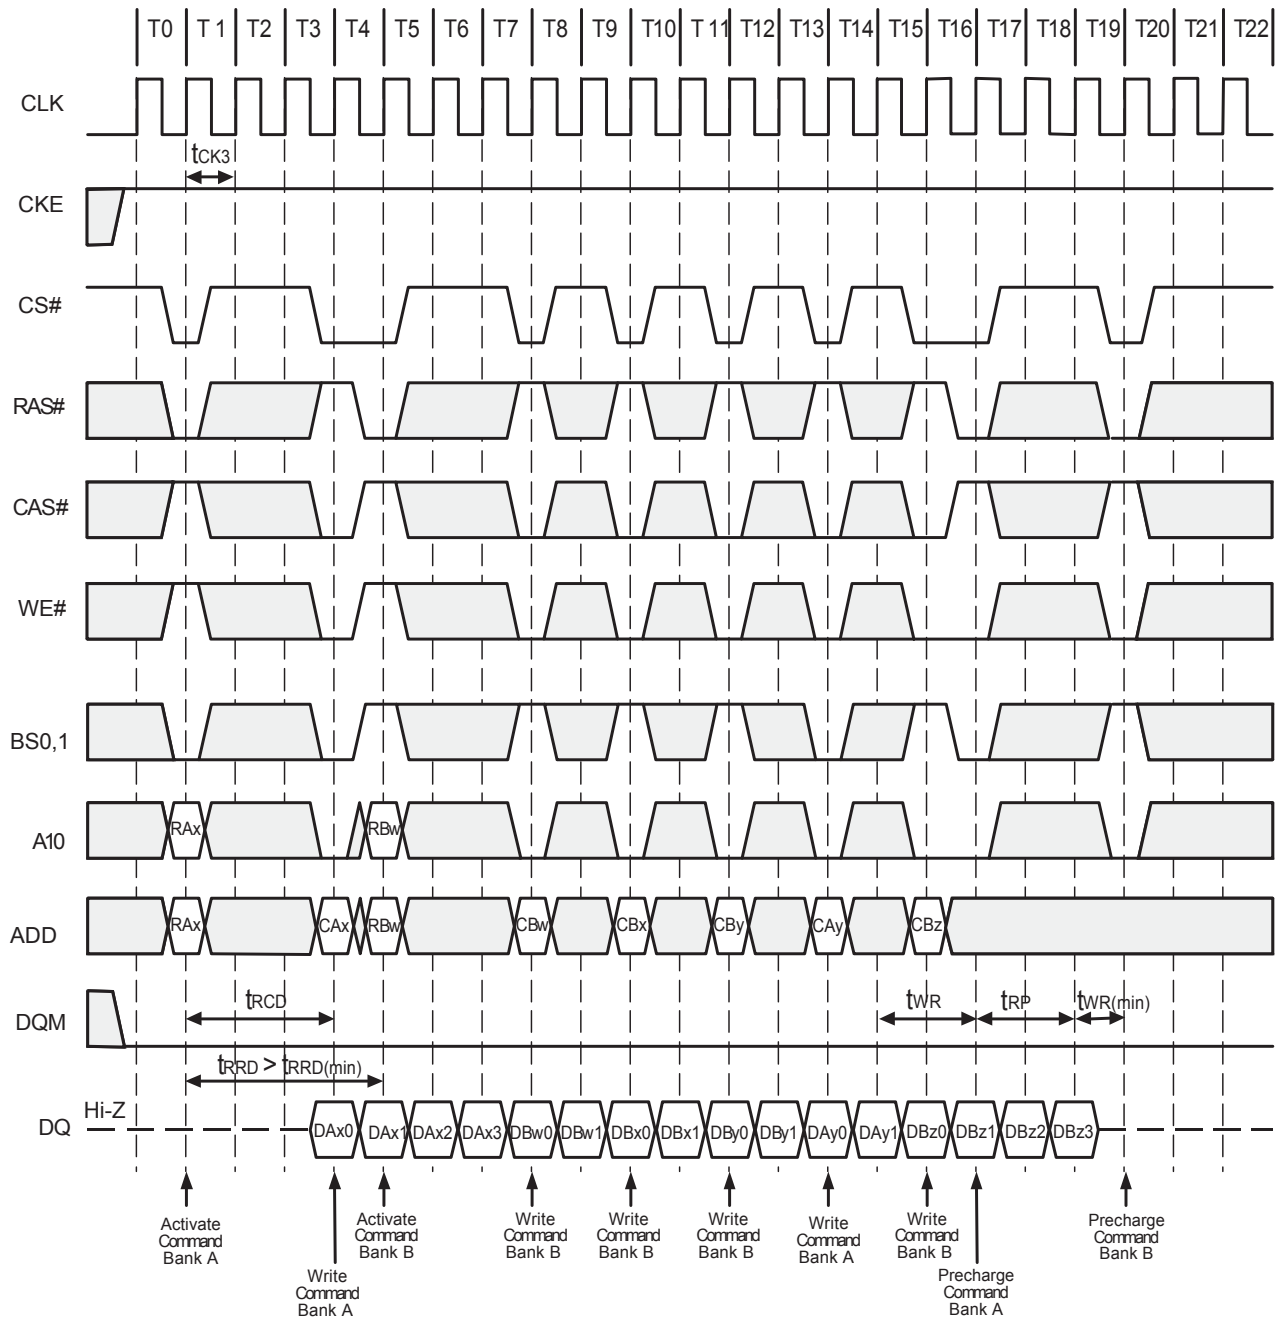 T0 T 1 T2 T3 T4 T5 T6 T7 T8 T9 T10 T 11 T12 T13 T14 T15 T16 T17 T18 T19 T20 T21 T22
CLK
tCK3
CKE
CS#
RAS#
CAS#
WE#
BS0,1
A10 RAx RBw
ADD RAx CAx RBw CBw CBx CBy CAy CBz
tRCD tWR tRP tWR(min)
DQM
tRRD > tRRD(min)
Hi-Z
DQ DAx0 DAx1 DAx2 DAx3 DBw0 DBw1 DBx0 DBx1 DBy0 DBy1 DAy0 DAy1 DBz0 DBz1 DBz2 DBz3
Activate
Command
Bank A
Write
Command
Bank A
Activate
Command
Bank B
Write
Command
Bank B
Write
Command
Bank B
Write
Command
Bank B
Write
Command
Bank A
Write
Command
Bank B
Precharge
Command
Bank A
Precharge
Command
Bank B